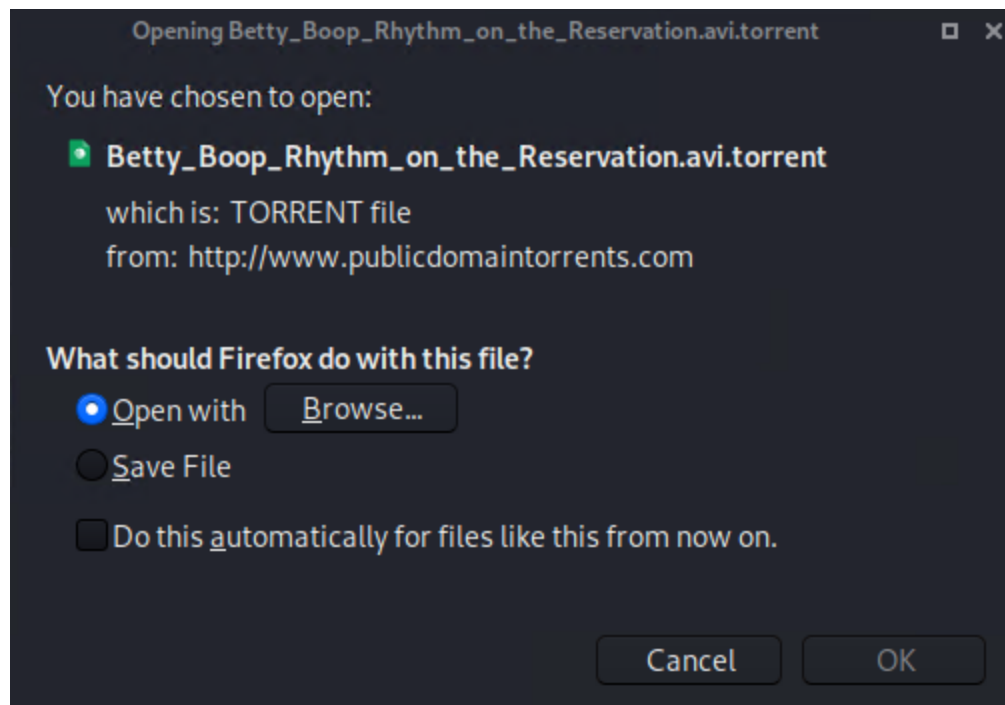 Opening Betty_Boop_Rhythm_on_the_Reservation.avi.torrent
You have chosen to open:
Betty_Boop_Rhythm_on_the_Reservation.avi.torrent
which is: TORRENT file
from: http://www.publicdomaintorrents.com
What should Firefox do with this file?
Open with Browse...
Save File
Do this automatically for files like this from now on.
Cancel OK